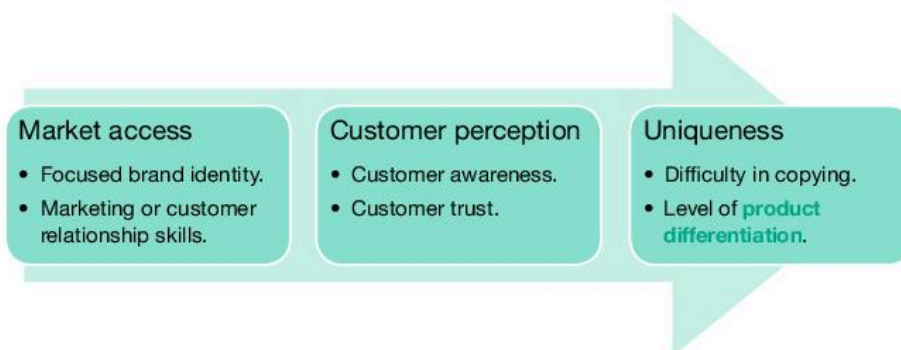 Market access
• Focused brand identity.
• Marketing or customer
relationship skills.
Customer perception
• Customer awareness.
• Customer trust.
Uniqueness
• Difficulty in copying.
• Level of product
differentiation.